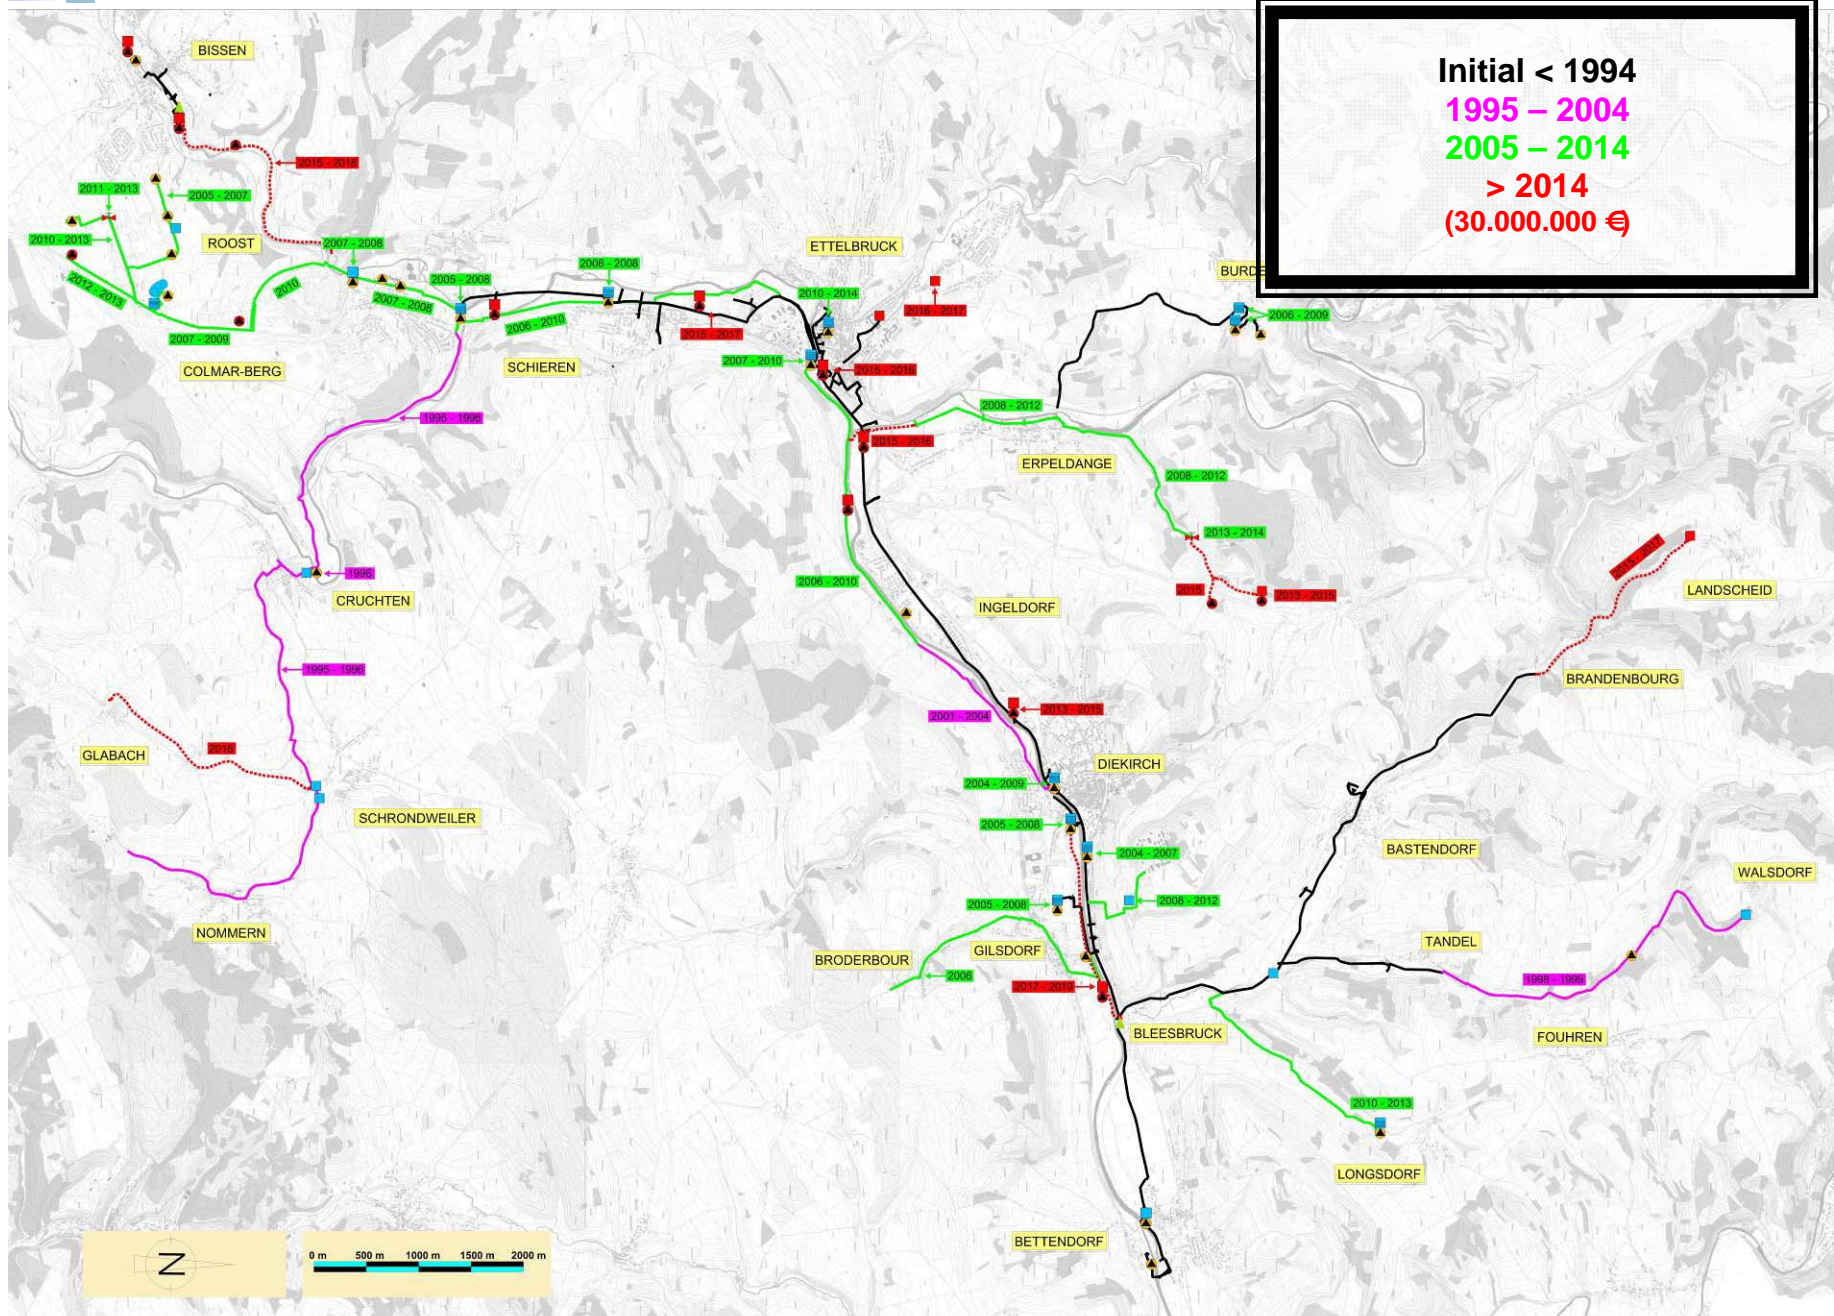 Initial < 1994
1995 – 2004
2005 – 2014
> 2014
(30.000.000 €)
BISSEN
2015 - 2018
2011 - 2013
2005 - 2007
2010 - 2013
ROOST
2007 - 2008
ETTELBRUCK
2006 - 2008
BURDE
2012 - 2013
2010
2005 - 2008
2007 - 2008
2010 - 2014
2016 - 2017
2006 - 2009
2007 - 2009
2006 - 2010
2015 - 2017
COLMAR-BERG
SCHIEREN
2007 - 2010
2015 - 2018
1995 - 1996
2008 - 2012
2015 - 2016
ERPELDANGE
2008 - 2012
2013 - 2014
1996
CRUCHTEN
2006 - 2010
INGELDORF
2015
2013 - 2015
2015 - 2017
LANDSCHEID
1995 - 1996
BRANDENBOURG
2001 - 2004
2013 - 2015
GLABACH
2016
DIEKIRCH
2004 - 2009
SCHRONDWEILER
2005 - 2008
2004 - 2007
BASTENDORF
WALSDORF
2005 - 2008
2008 - 2012
NOMMERN
BRODERBOUR
GILSDORF
TANDEL
2006
2017 - 2019
1998 - 1999
BLEESBRUCK
FOUHREN
2010 - 2013
LONGSDORF
BETTENDORF
N
0 m 500 m 1000 m 1500 m 2000 m